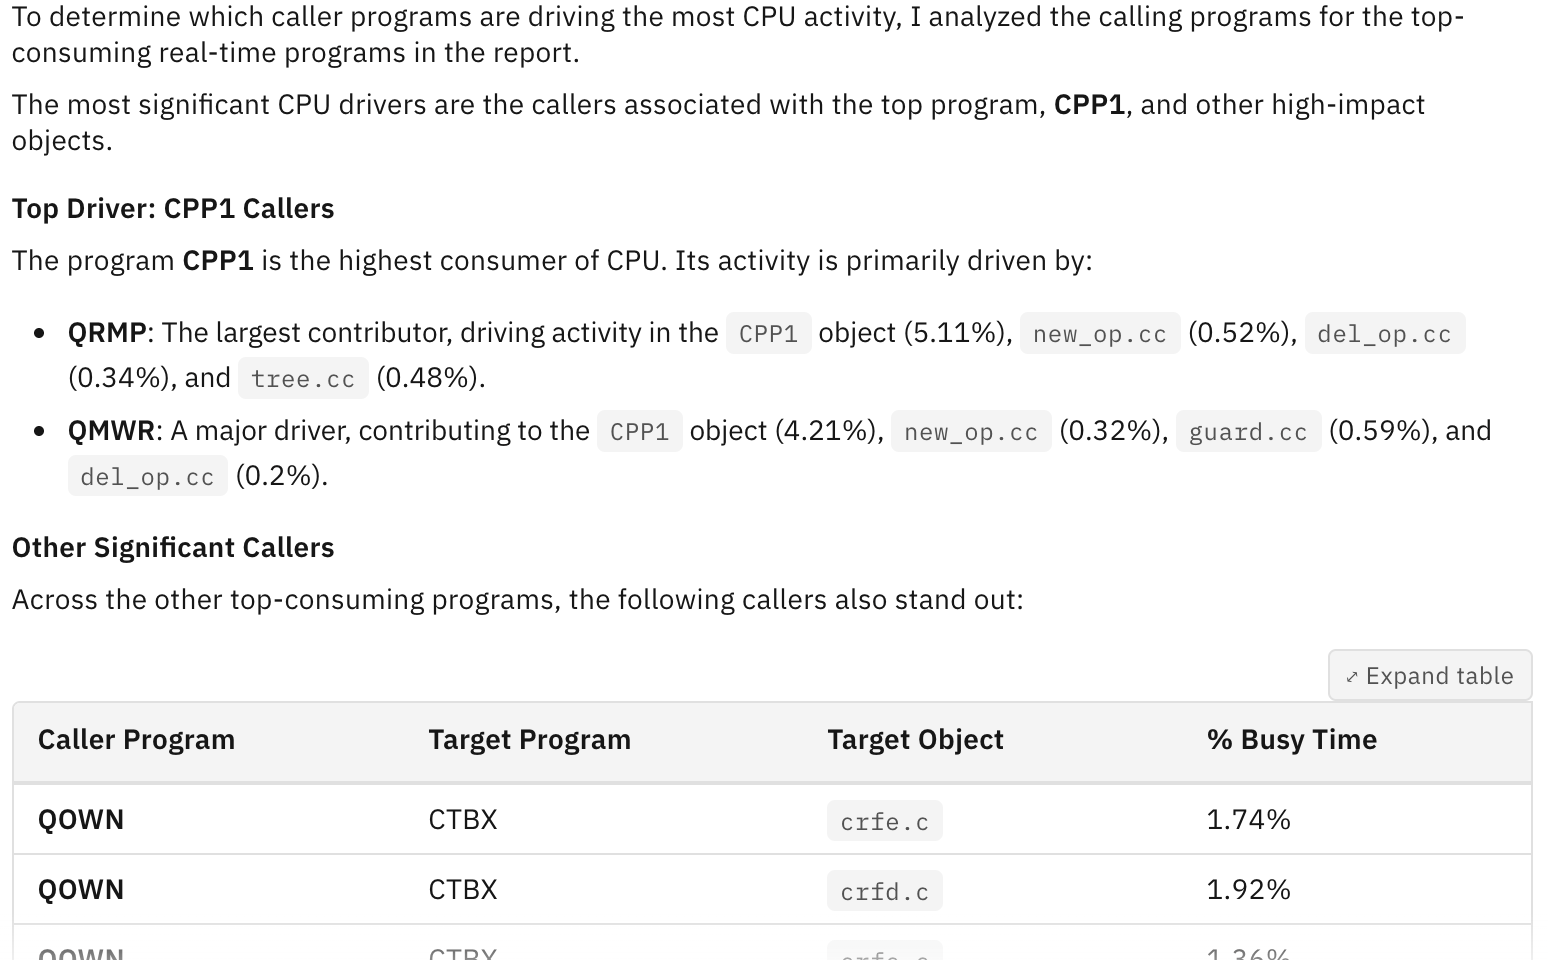 To determine which caller programs are driving the most CPU activity, I analyzed the calling programs for the top-
consuming real-time programs in the report.
The most significant CPU drivers are the callers associated with the top program, CPP1, and other high-impact
objects.
Top Driver: CPP1 Callers
The program CPP1 is the highest consumer of CPU. Its activity is primarily driven by:
• QRMP: The largest contributor, driving activity in the CPP1 object (5.11%), new_op.cc (0.52%), del_op.cc
(0.34%), and tree.cc (0.48%).
• QMWR: A major driver, contributing to the CPP1 object (4.21%), new_op.cc (0.32%), guard.cc (0.59%), and
del_op.cc (0.2%).
Other Significant Callers
Across the other top-consuming programs, the following callers also stand out:
⤢ Expand table
Caller Program Target Program Target Object % Busy Time
QOWN CTBX crfe.c 1.74%
QOWN CTBX crfd.c 1.92%
QOWN CTBX 1.36%